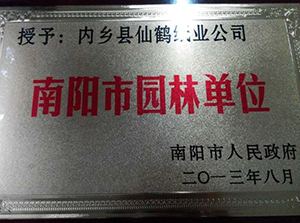 授予：内乡县仙鹤纸业公司
南阳市园林单位
南阳市人民政府
二〇一三年八月